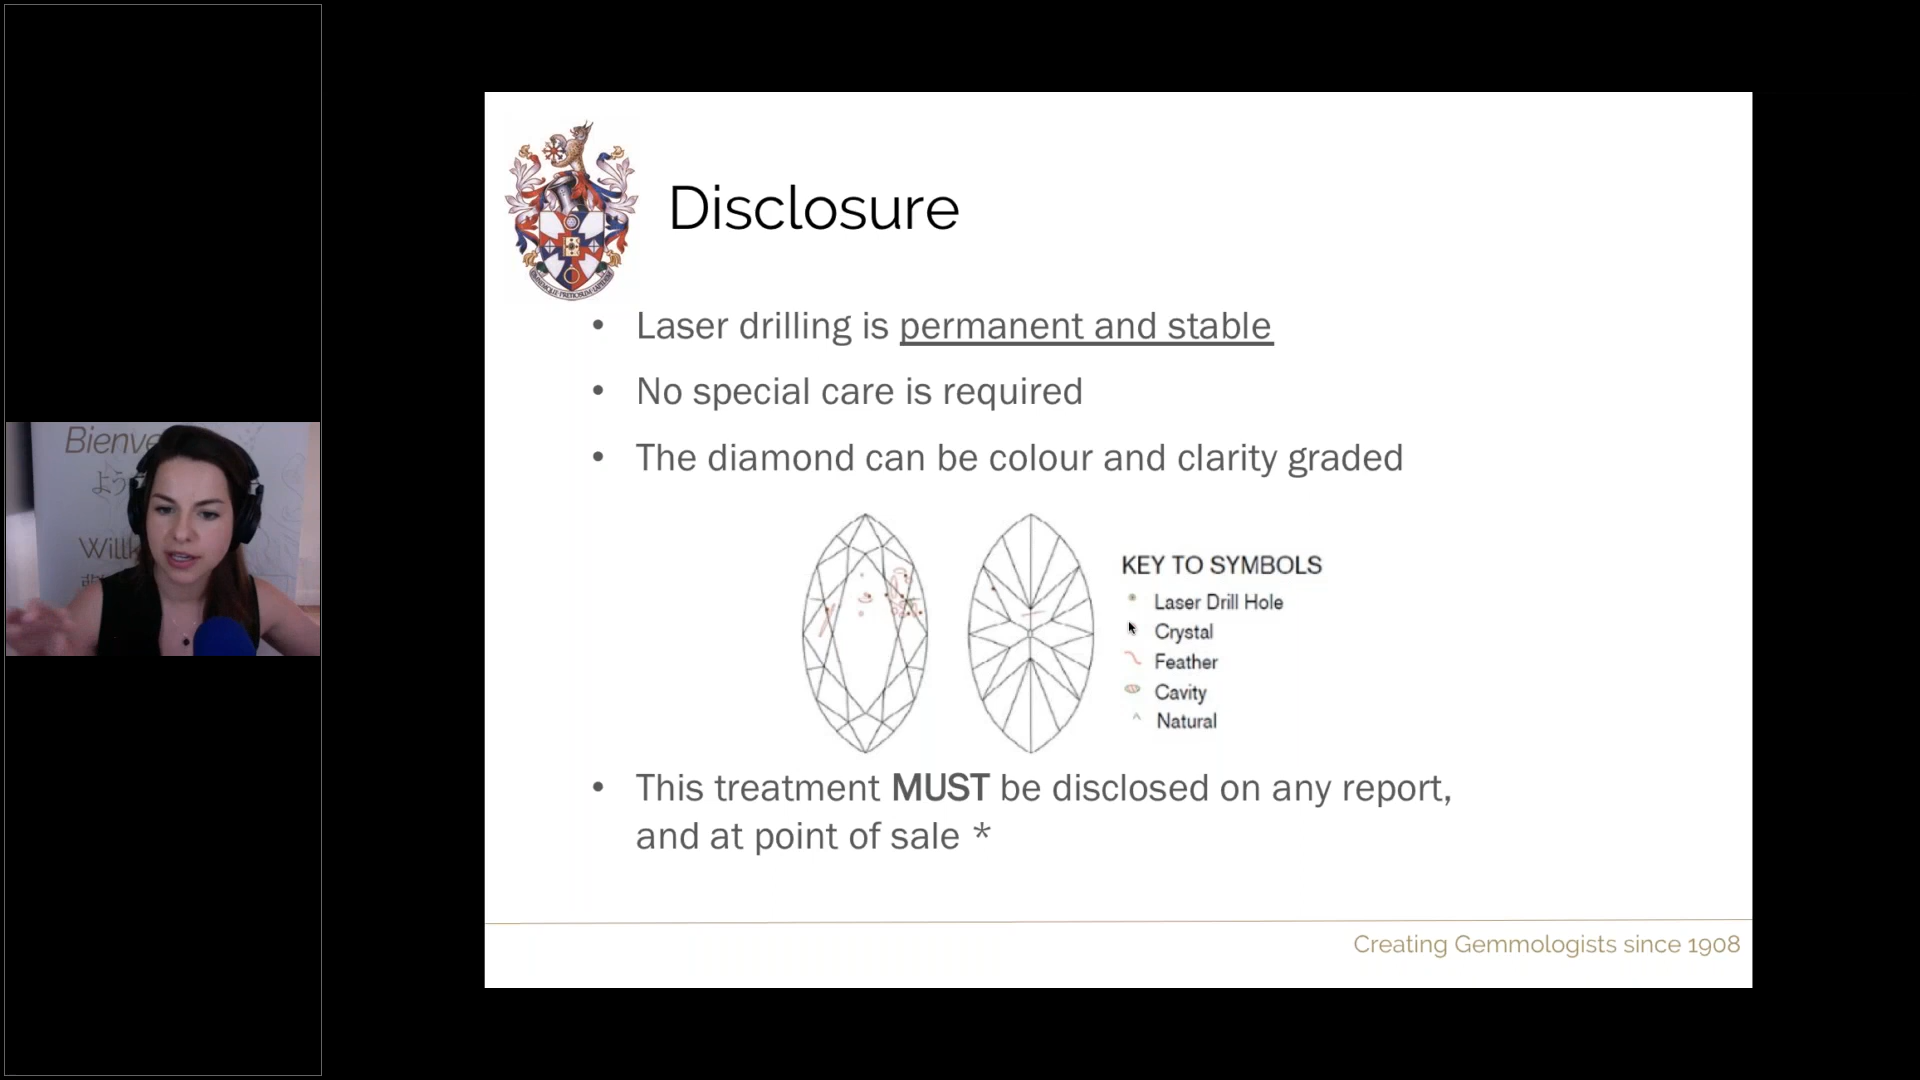 Bienve
よう
Willk
Disclosure
• Laser drilling is permanent and stable
• No special care is required
• The diamond can be colour and clarity graded
KEY TO SYMBOLS
Laser Drill Hole
Crystal
Feather
Cavity
Natural
• This treatment MUST be disclosed on any report,
and at point of sale *
Creating Gemmologists since 1908